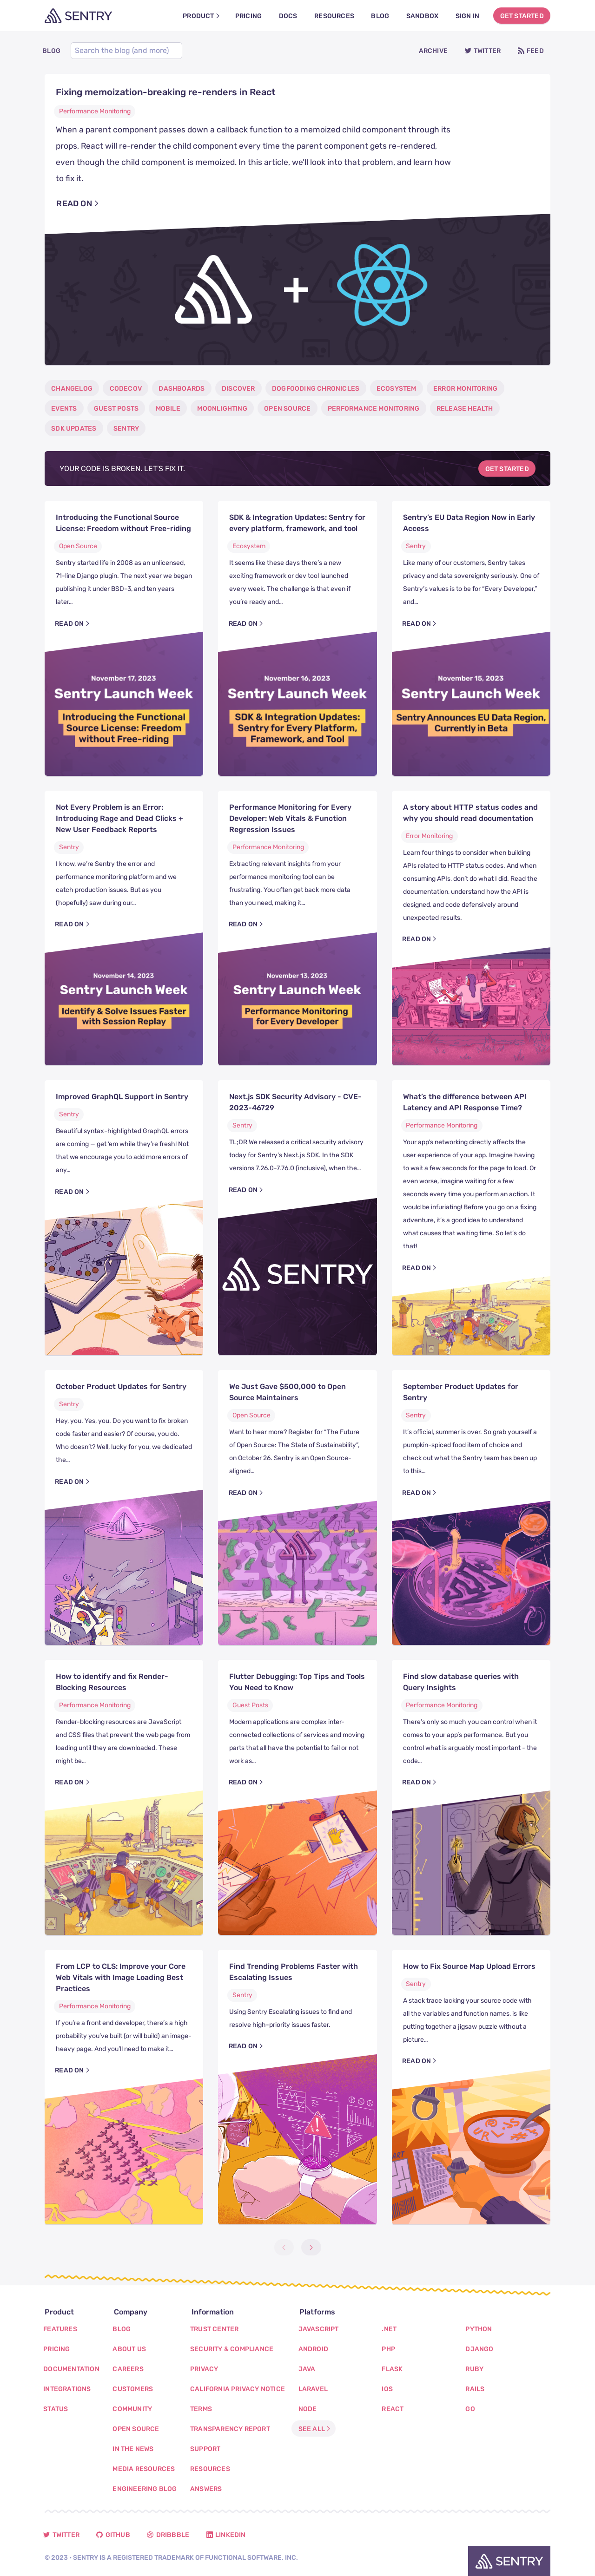 SENTRY
PRODUCT
PRICING
DOCS
RESOURCES
BLOG
SANDBOX
SIGN IN
GET STARTED
BLOG
Search the blog (and more)
ARCHIVE
TWITTER
FEED
Fixing memoization-breaking re-renders in React
Performance Monitoring
When a parent component passes down a callback function to a memoized child component through its
props, React will re-render the child component every time the parent component gets re-rendered,
even though the child component is memoized. In this article, we'll look into that problem, and learn how
to fix it.
READ ON
+
CHANGELOG
CODECOV
DASHBOARDS
DISCOVER
DOGFOODING CHRONICLES
ECOSYSTEM
ERROR MONITORING
EVENTS
GUEST POSTS
MOBILE
MOONLIGHTING
OPEN SOURCE
PERFORMANCE MONITORING
RELEASE HEALTH
SDK UPDATES
SENTRY
YOUR CODE IS BROKEN. LET'S FIX IT.
GET STARTED
Introducing the Functional Source
License: Freedom without Free-riding
Open Source
Sentry started life in 2008 as an unlicensed,
71-line Django plugin. The next year we began
publishing it under BSD-3, and ten years
later…
READ ON
November 17, 2023
Sentry Launch Week
Introducing the Functional
Source License: Freedom
without Free-riding
SDK & Integration Updates: Sentry for
every platform, framework, and tool
Ecosystem
It seems like these days there's a new
exciting framework or dev tool launched
every week. The challenge is that even if
you're ready and…
READ ON
November 16, 2023
Sentry Launch Week
SDK & Integration Updates:
Sentry for Every Platform,
Framework, and Tool
Sentry's EU Data Region Now in Early
Access
Sentry
Like many of our customers, Sentry takes
privacy and data sovereignty seriously. One of
Sentry's values is to be for "Every Developer,"
and…
READ ON
November 15, 2023
Sentry Launch Week
Sentry Announces EU Data Region,
Currently in Beta
Not Every Problem is an Error:
Introducing Rage and Dead Clicks +
New User Feedback Reports
Sentry
I know, we're Sentry the error and
performance monitoring platform and we
catch production issues. But as you
(hopefully) saw during our…
READ ON
November 14, 2023
Sentry Launch Week
Identify & Solve Issues Faster
with Session Replay
Performance Monitoring for Every
Developer: Web Vitals & Function
Regression Issues
Performance Monitoring
Extracting relevant insights from your
performance monitoring tool can be
frustrating. You often get back more data
than you need, making it…
READ ON
November 13, 2023
Sentry Launch Week
Performance Monitoring
for Every Developer
A story about HTTP status codes and
why you should read documentation
Error Monitoring
Learn four things to consider when building
APIs related to HTTP status codes. And when
consuming APIs, don't do what I did. Read the
documentation, understand how the API is
designed, and code defensively around
unexpected results.
READ ON
Improved GraphQL Support in Sentry
Sentry
Beautiful syntax-highlighted GraphQL errors
are coming — get 'em while they're fresh! Not
that we encourage you to add more errors of
any…
READ ON
Next.js SDK Security Advisory - CVE-
2023-46729
Sentry
TL;DR We released a critical security advisory
today for Sentry's Next.js SDK. In the SDK
versions 7.26.0-7.76.0 (inclusive), when the…
READ ON
SENTRY
What's the difference between API
Latency and API Response Time?
Performance Monitoring
Your app's networking directly affects the
user experience of your app. Imagine having
to wait a few seconds for the page to load. Or
even worse, imagine waiting for a few
seconds every time you perform an action. It
would be infuriating! Before you go on a fixing
adventure, it's a good idea to understand
what causes that waiting time. So let's do
that!
READ ON
October Product Updates for Sentry
Sentry
Hey, you. Yes, you. Do you want to fix broken
code faster and easier? Of course, you do.
Who doesn't? Well, lucky for you, we dedicated
the…
READ ON
We Just Gave $500,000 to Open
Source Maintainers
Open Source
Want to hear more? Register for "The Future
of Open Source: The State of Sustainability",
on October 26. Sentry is an Open Source-
aligned…
READ ON
2023
September Product Updates for
Sentry
Sentry
It's official, summer is over. So grab yourself a
pumpkin-spiced food item of choice and
check out what the Sentry team has been up
to this…
READ ON
How to identify and fix Render-
Blocking Resources
Performance Monitoring
Render-blocking resources are JavaScript
and CSS files that prevent the web page from
loading until they are downloaded. These
might be…
READ ON
Flutter Debugging: Top Tips and Tools
You Need to Know
Guest Posts
Modern applications are complex inter-
connected collections of services and moving
parts that all have the potential to fail or not
work as…
READ ON
Find slow database queries with
Query Insights
Performance Monitoring
There's only so much you can control when it
comes to your app's performance. But you
control what is arguably most important - the
code…
READ ON
From LCP to CLS: Improve your Core
Web Vitals with Image Loading Best
Practices
Performance Monitoring
If you're a front end developer, there's a high
probability you've built (or will build) an image-
heavy page. And you'll need to make it…
READ ON
Find Trending Problems Faster with
Escalating Issues
Sentry
Using Sentry Escalating issues to find and
resolve high-priority issues faster.
READ ON
How to Fix Source Map Upload Errors
Sentry
A stack trace lacking your source code with
all the variables and function names, is like
putting together a jigsaw puzzle without a
picture…
READ ON
Product
FEATURES
PRICING
DOCUMENTATION
INTEGRATIONS
STATUS
Company
BLOG
ABOUT US
CAREERS
CUSTOMERS
COMMUNITY
OPEN SOURCE
IN THE NEWS
MEDIA RESOURCES
ENGINEERING BLOG
Information
TRUST CENTER
SECURITY & COMPLIANCE
PRIVACY
CALIFORNIA PRIVACY NOTICE
TERMS
TRANSPARENCY REPORT
SUPPORT
RESOURCES
ANSWERS
Platforms
JAVASCRIPT
ANDROID
JAVA
LARAVEL
NODE
SEE ALL
.NET
PHP
FLASK
IOS
REACT
PYTHON
DJANGO
RUBY
RAILS
GO
TWITTER
GITHUB
DRIBBBLE
LINKEDIN
© 2023 • SENTRY IS A REGISTERED TRADEMARK OF FUNCTIONAL SOFTWARE, INC.
SENTRY